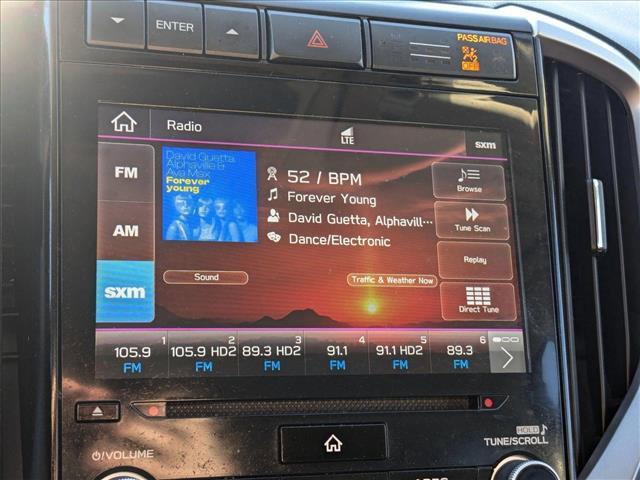 ENTER
PASS AIRBAG
OFF
Radio
LTE
sxm
FM
AM
sxm
David Guetta,
Alphaville &
Ava Max
Forever
young
52 / BPM
Forever Young
David Guetta, Alphavill···
Dance/Electronic
Browse
Tune Scan
Replay
Direct Tune
Sound
Traffic & Weather Now
1
105.9
FM
2
105.9 HD2
FM
3
89.3 HD2
FM
4
91.1
FM
5
91.1 HD2
FM
6
89.3
FM
HOLD
TUNE/SCROLL
/VOLUME